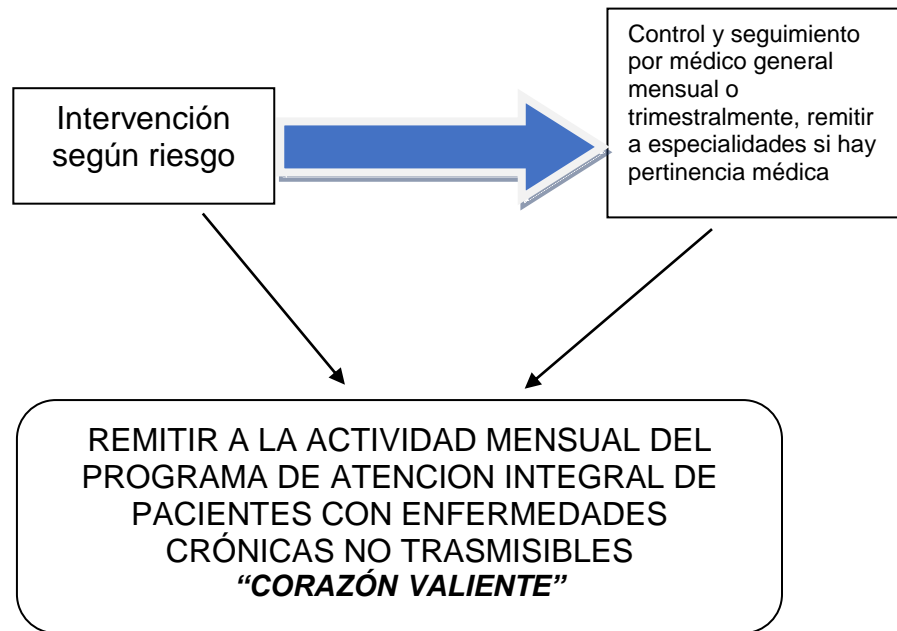 Intervención
según riesgo
Control y seguimiento
por médico general
mensual o
trimestralmente, remitir
a especialidades si hay
pertinencia médica
REMITIR A LA ACTIVIDAD MENSUAL DEL
PROGRAMA DE ATENCION INTEGRAL DE
PACIENTES CON ENFERMEDADES
CRÓNICAS NO TRASMISIBLES
“CORAZÓN VALIENTE”